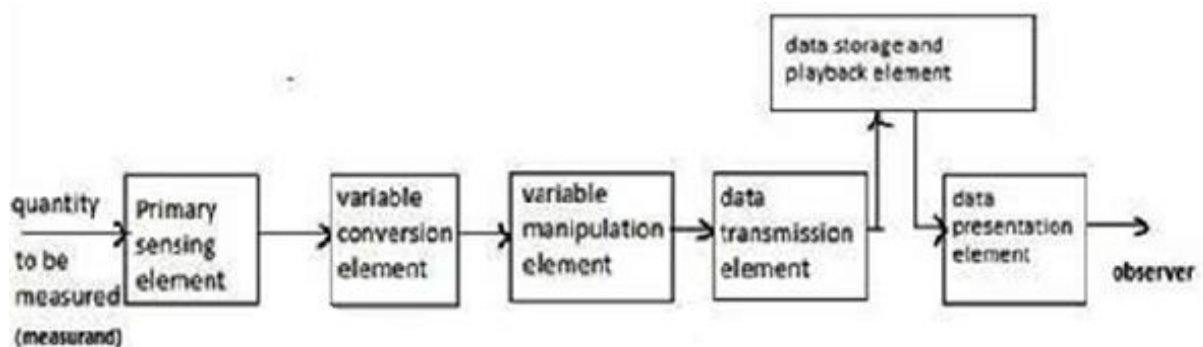 quantity
to be
measured
(measurand)
Primary
sensing
element
variable
conversion
element
variable
manipulation
element
data
transmission
element
data storage and
playback element
data
presentation
element
observer